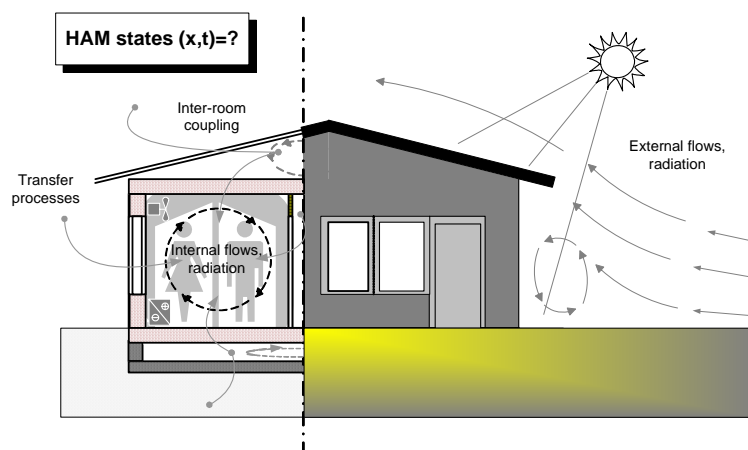 HAM states (x,t)=?
Inter-room
coupling
Transfer
processes
Internal flows,
radiation
External flows,
radiation